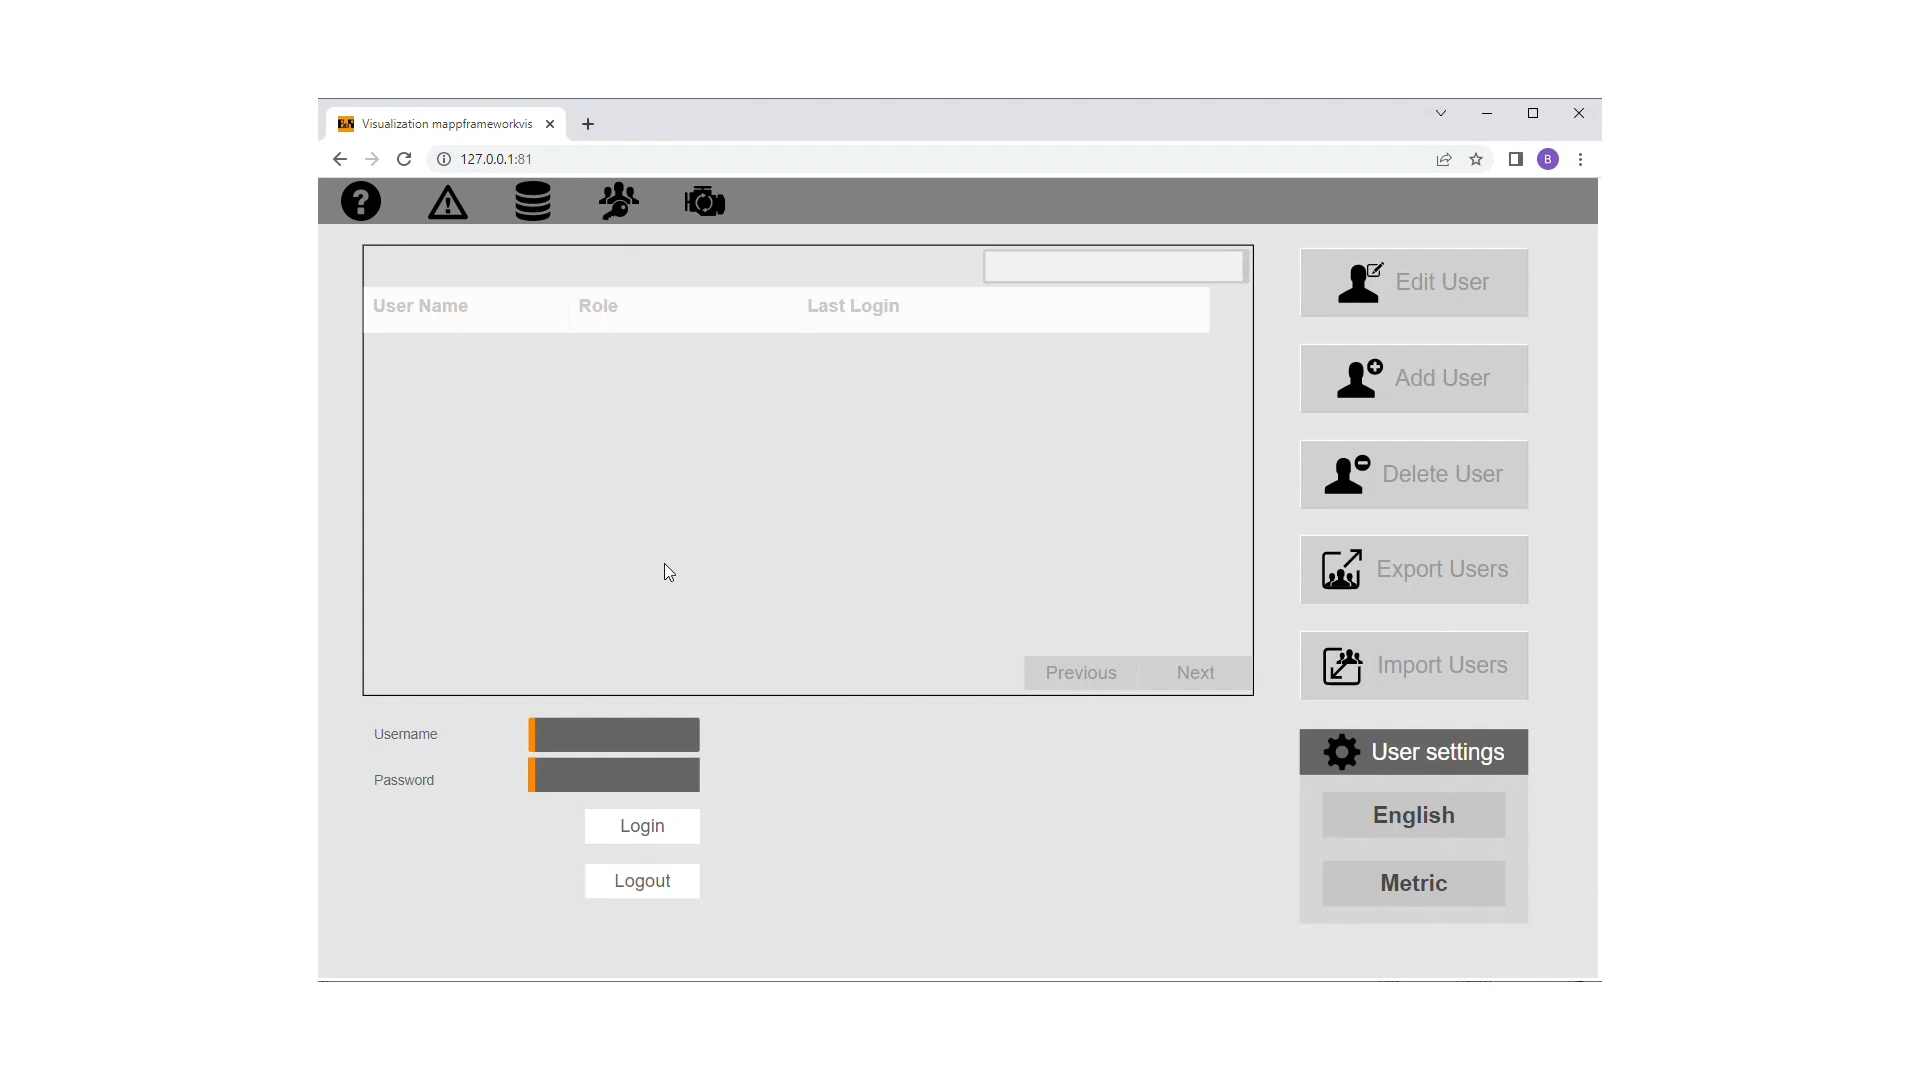 Visualization mappframeworkvis
127.0.0.1:81
B
User Name Role Last Login
Previous Next
Username
Password
Login
Logout
Edit User
Add User
Delete User
Export Users
Import Users
User settings
English
Metric